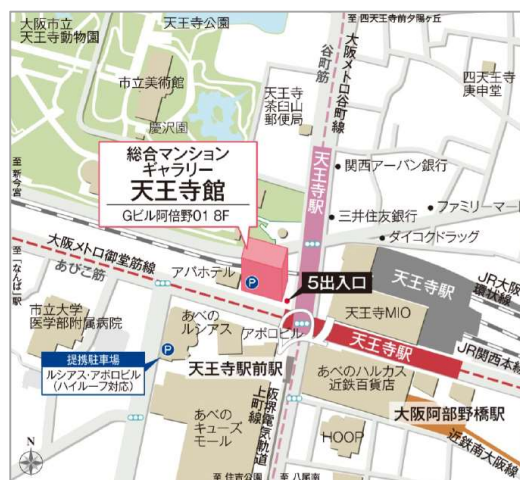 至 四天王寺前夕陽ヶ丘
大阪市立
天王寺動物園
天王寺公園
谷町筋
大阪メトロ谷町線
市立美術館
天王寺
茶臼山
郵便局
四天王寺
庚申堂
慶沢園
天王寺駅
関西アーバン銀行
総合マンション
ギャラリー
天王寺館
Gビル阿倍野01 8F
至 新今宮
三井住友銀行
ファミリーマート
ダイコクドラッグ
大阪メトロ御堂筋線
あびこ筋
至「なんば」駅
アパホテル
P
5出入口
天王寺駅
JR大阪
環状線
市立大学
医学部附属病院
あべの
ルシアス
アポロビル
天王寺MIO
JR関西本線
天王寺駅
提携駐車場
ルシアス・アポロビル
(ハイルーフ対応)
P
天王寺駅前駅
あべのハルカス
近鉄百貨店
阪堺電気軌道
上町線
大阪阿部野橋駅
あべの
キューズ
モール
HOOP
近鉄南大阪線
N
至 住吉公園
至 八尾南